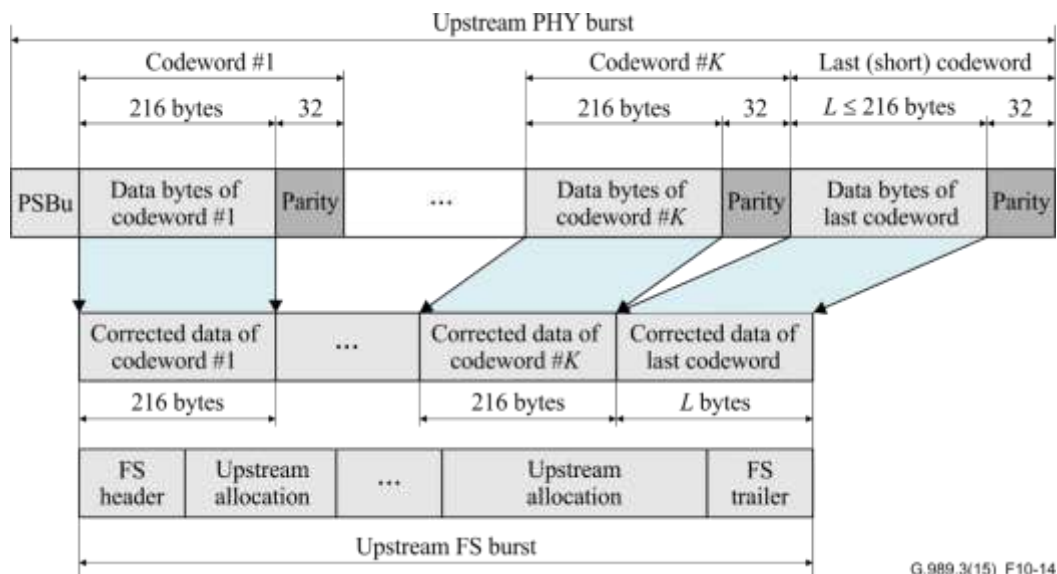 Upstream PHY burst
Codeword #1
Codeword #K
Last (short) codeword
216 bytes
32
216 bytes
32
L ≤ 216 bytes
32
PSBu
Data bytes of
codeword #1
Parity
...
Data bytes of
codeword #K
Parity
Data bytes of
last codeword
Parity
Corrected data of
codeword #1
...
Corrected data of
codeword #K
Corrected data of
last codeword
216 bytes
216 bytes
L bytes
FS
header
Upstream
allocation
...
Upstream
allocation
FS
trailer
Upstream FS burst
G.989.3(15)_F10-14